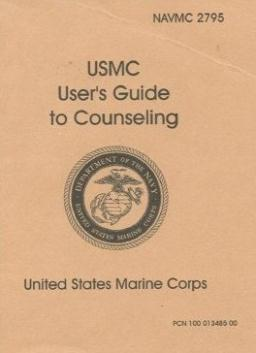 NAVMC 2795
USMC
User's Guide
to Counseling
DEPARTMENT OF THE NAVY
UNITED STATES MARINE CORPS
United States Marine Corps
PCN 100 013485 00